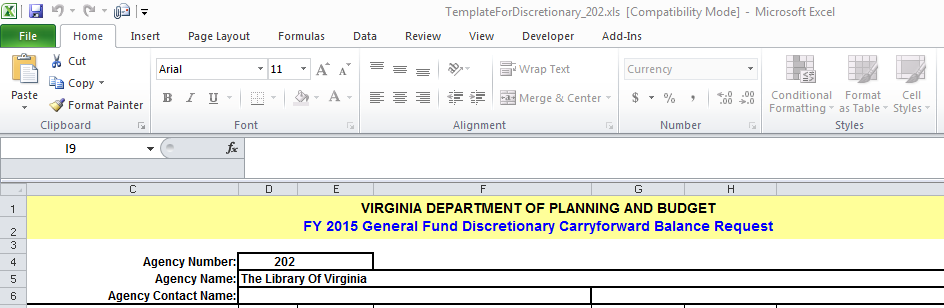 TemplateForDiscretionary_202.xls [Compatibility Mode] - Microsoft Excel
File Home Insert Page Layout Formulas Data Review View Developer Add-Ins
Cut
Copy
Format Painter
Paste
Clipboard
Arial 11 A A
B I U A
Font
Wrap Text
Merge & Center
Alignment
Currency
$ % , .0 .00 .00 .0
Number
Conditional Formatting
Format as Table
Cell Styles
Styles
I9 fx
C D E F G H
1 VIRGINIA DEPARTMENT OF PLANNING AND BUDGET
2 FY 2015 General Fund Discretionary Carryforward Balance Request
3
4 Agency Number: 202
5 Agency Name: The Library Of Virginia
6 Agency Contact Name: